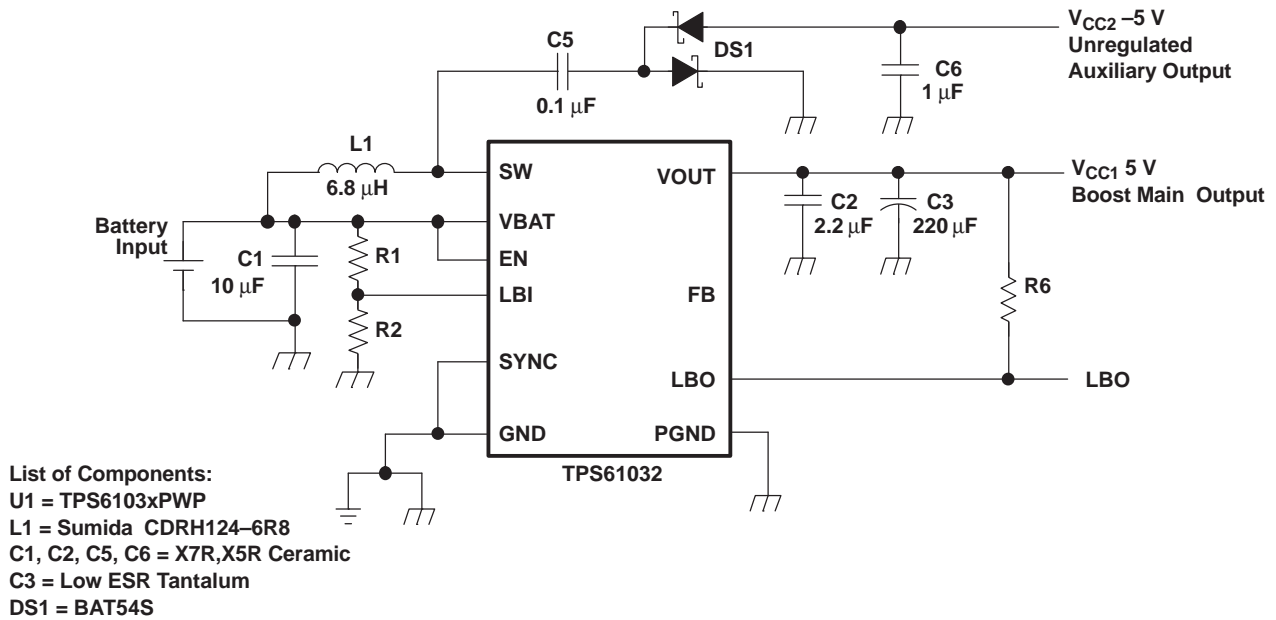 V_CC2 –5 V
Unregulated
Auxiliary Output
C5
0.1 µF
DS1
C6
1 µF
L1
6.8 µH
Battery
Input
C1
10 µF
R1
R2
SW
VBAT
EN
LBI
SYNC
GND
VOUT
FB
LBO
PGND
TPS61032
C2
2.2 µF
C3
220 µF
V_CC1 5 V
Boost Main Output
R6
LBO
List of Components:
U1 = TPS6103xPWP
L1 = Sumida CDRH124–6R8
C1, C2, C5, C6 = X7R,X5R Ceramic
C3 = Low ESR Tantalum
DS1 = BAT54S